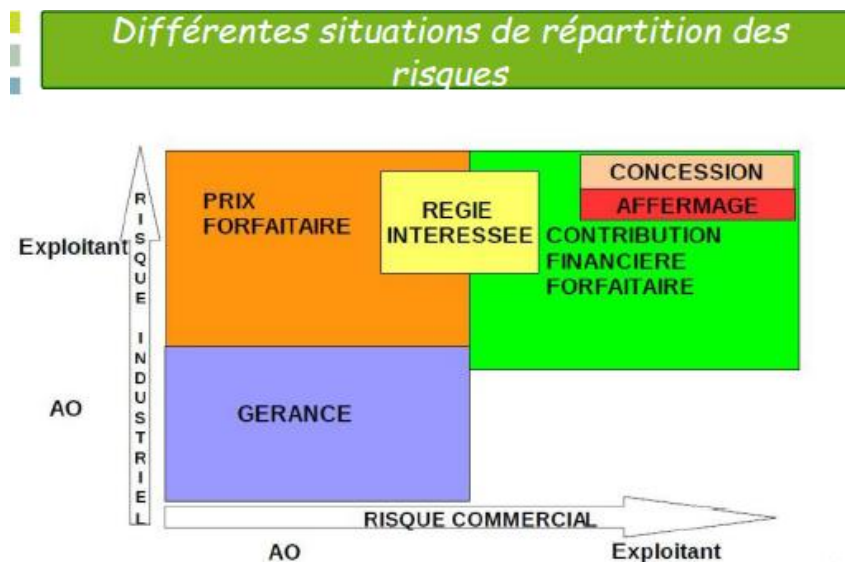 Différentes situations de répartition des
risques
RISQUE INDUSTRIEL
Exploitant
AO
PRIX
FORFAITAIRE
REGIE
INTERESSEE
CONCESSION
AFFERMAGE
CONTRIBUTION
FINANCIERE
FORFAITAIRE
GERANCE
RISQUE COMMERCIAL
AO
Exploitant